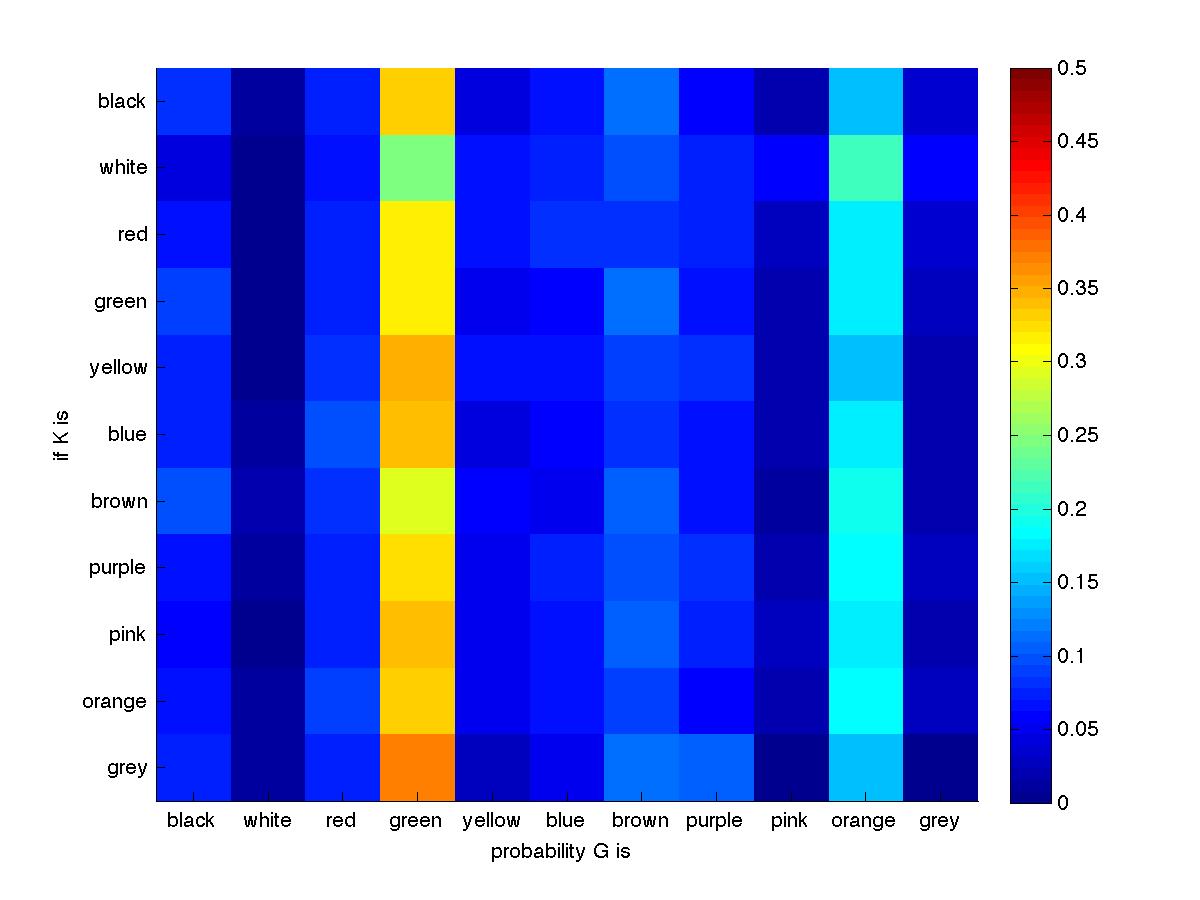 0.5
black
0.45
white
0.4
red
0.35
green
0.3
yellow
0.25
if K is
blue
0.2
brown
0.15
purple
0.1
pink
0.05
orange
grey
0
black white red green yellow blue brown purple pink orange grey
probability G is